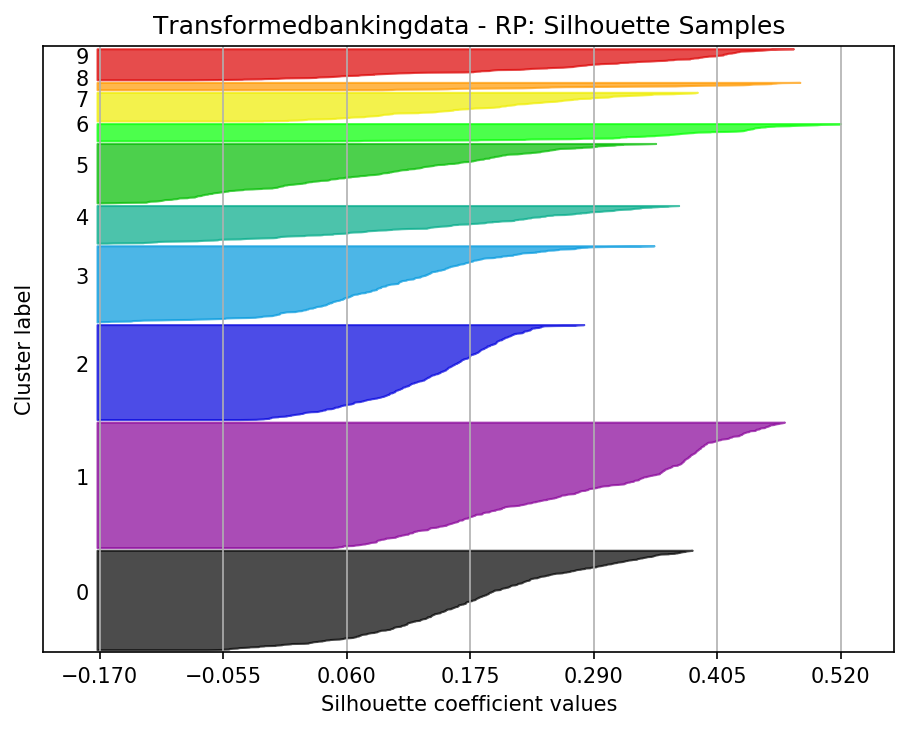 Transformedbankingdata - RP: Silhouette Samples
9
8
7
6
5
4
3
2
1
0
Cluster label
−0.170 −0.055 0.060 0.175 0.290 0.405 0.520
Silhouette coefficient values